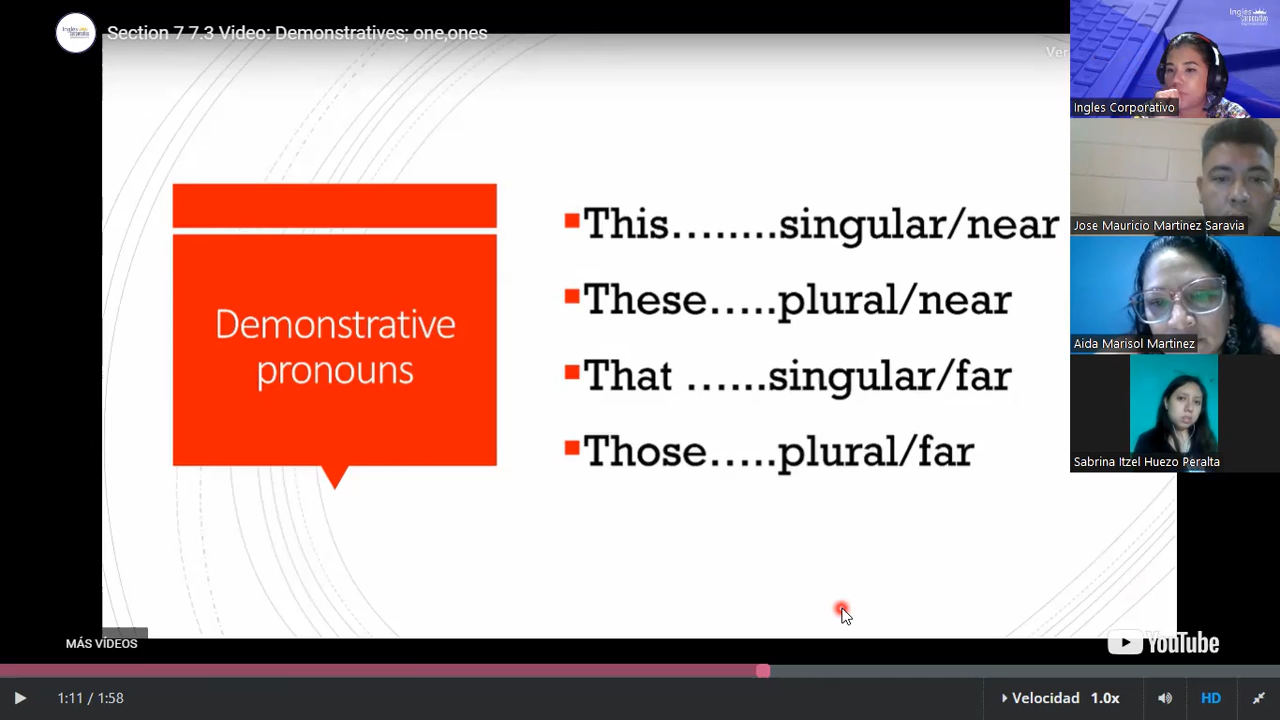 Section 7 7.3 Video: Demonstratives; one,ones
Ver
Demonstrative
pronouns
This….....singular/near
These…..plural/near
That …...singular/far
Those…..plural/far
Ingles Corporativo
Jose Mauricio Martinez Saravia
Aida Marisol Martinez
Sabrina Itzel Huezo Peralta
MÁS VÍDEOS
YouTube
1:11 / 1:58
Velocidad 1.0x
HD